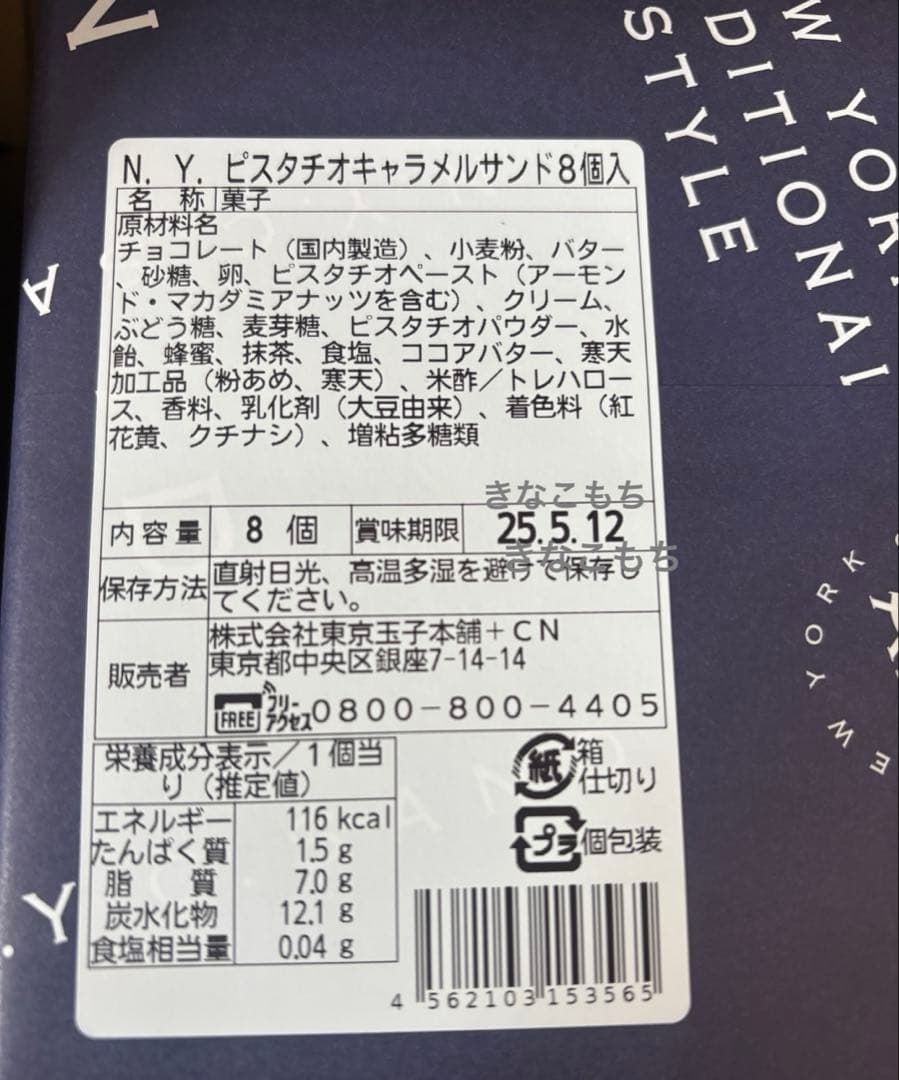 N
W YOR
DITIONAL
STYLE
A
N. Y. ピスタチオキャラメルサンド8個入
名 称 菓子
原材料名
チョコレート（国内製造）、小麦粉、バター
、砂糖、卵、ピスタチオペースト（アーモン
ド・マカダミアナッツを含む）、クリーム、
ぶどう糖、麦芽糖、ピスタチオパウダー、水
飴、蜂蜜、抹茶、食塩、ココアバター、寒天
加工品（粉あめ、寒天）、米酢／トレハロー
ス、香料、乳化剤（大豆由来）、着色料（紅
花黄、クチナシ）、増粘多糖類
きなこもち
内容量 8 個 賞味期限 25.5.12
きなこもち
保存方法 直射日光、高温多湿を避けて保存し
てください。
販売者 株式会社東京玉子本舗＋CN
東京都中央区銀座7-14-14
FREE フリーアクセス 0800-800-4405
栄養成分表示／1個当
り（推定値）
エネルギー 116 kcal
たんぱく質 1.5 g
脂 質 7.0 g
炭水化物 12.1 g
食塩相当量 0.04 g
紙 箱
仕切り
プラ 個包装
4 562103 153565
Y.
EW YORK